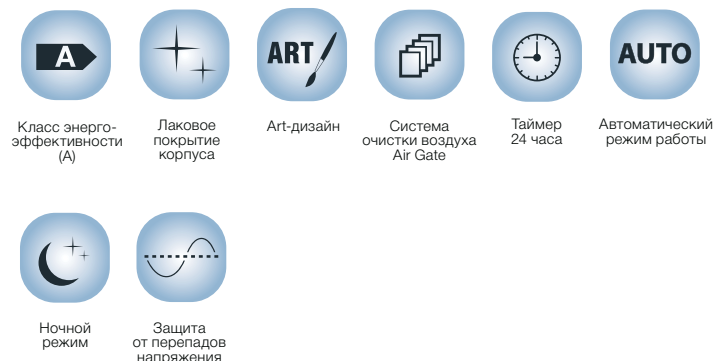 A
ART
AUTO
Класс энерго-
эффективности
(A)
Лаковое
покрытие
корпуса
Art-дизайн
Система
очистки воздуха
Air Gate
Таймер
24 часа
Автоматический
режим работы
Ночной
режим
Защита
от перепадов
напряжения